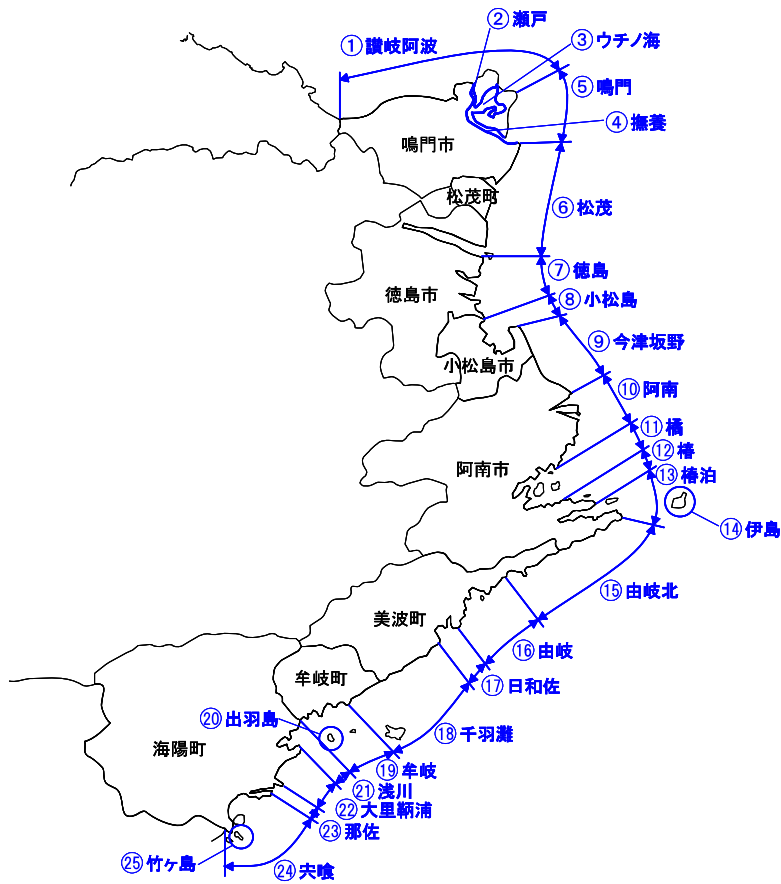 ②瀬戸
③ウチノ海
①讃岐阿波
⑤鳴門
④撫養
鳴門市
松茂町
⑥松茂
⑦徳島
徳島市
⑧小松島
⑨今津坂野
小松島市
⑩阿南
⑪橘
⑫椿
阿南市
⑬椿泊
⑭伊島
⑮由岐北
美波町
⑯由岐
牟岐町
⑰日和佐
⑳出羽島
⑱千羽灘
海陽町
⑲牟岐
㉑浅川
㉒大里鞆浦
㉓那佐
㉕竹ヶ島
㉔宍喰